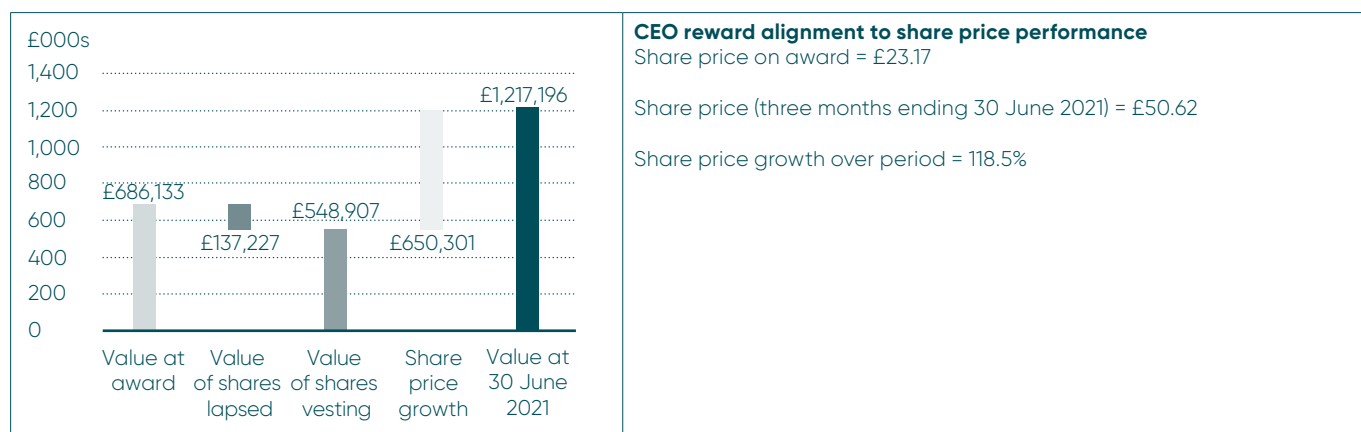 £000s
1,400
1,200
1,000
800
600
400
200
0
£686,133
£137,227
£548,907
£650,301
£1,217,196
Value at
award
Value
of shares
lapsed
Value
of shares
vesting
Share
price
growth
Value at
30 June
2021
CEO reward alignment to share price performance
Share price on award = £23.17
Share price (three months ending 30 June 2021) = £50.62
Share price growth over period = 118.5%